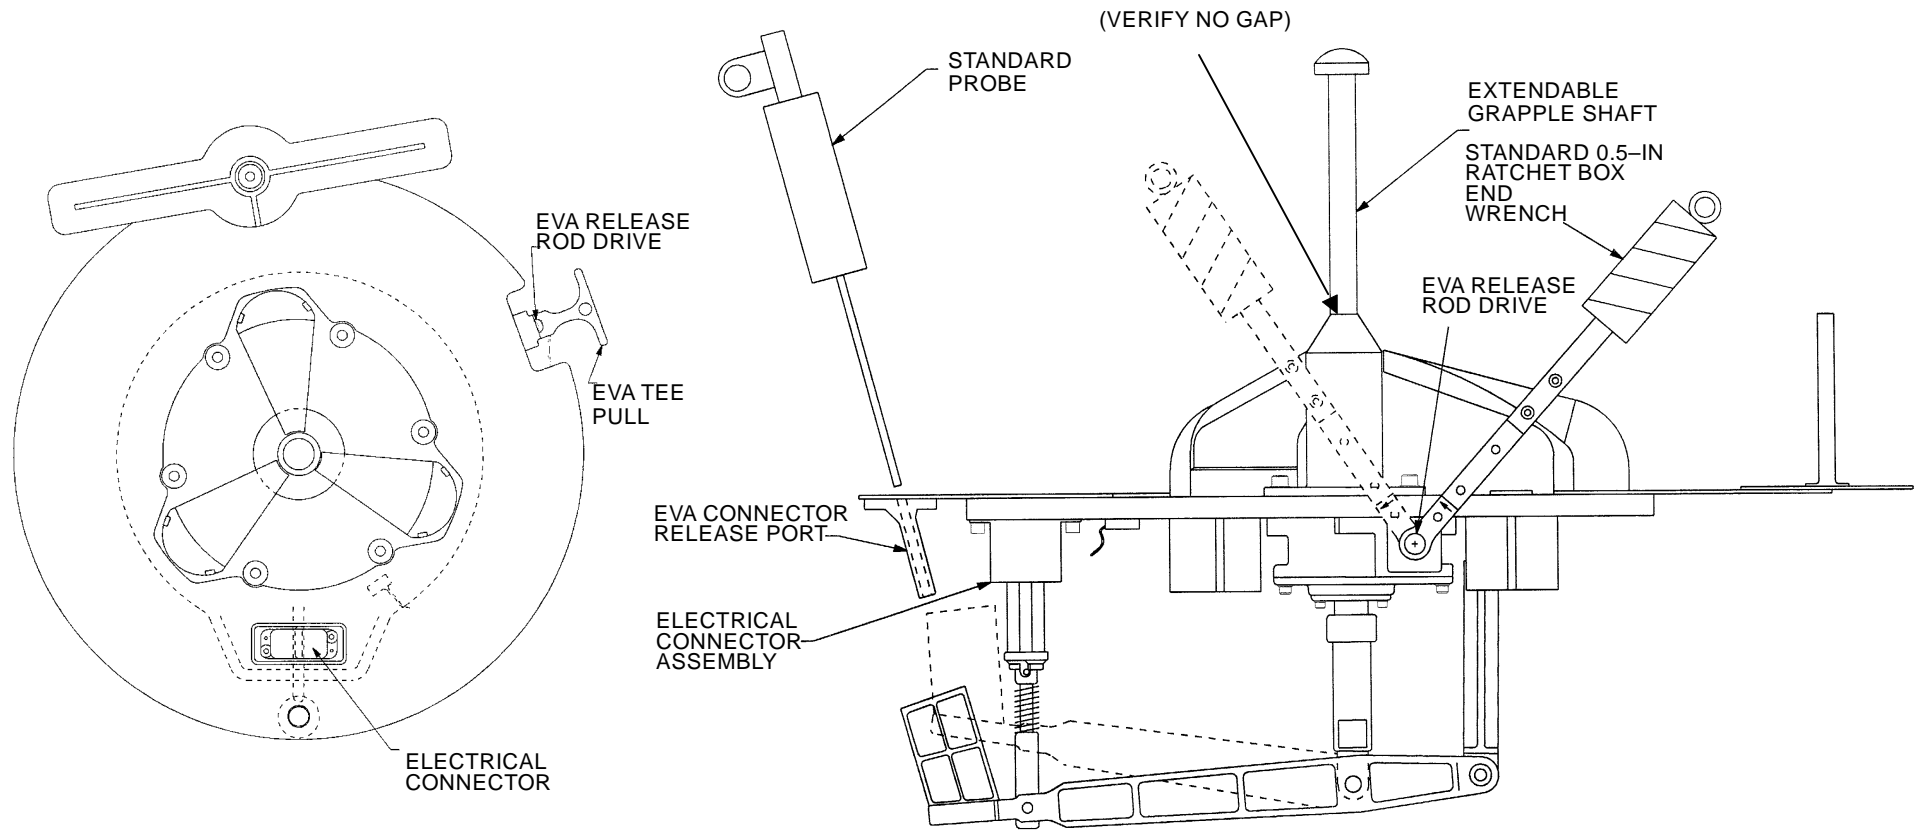 (VERIFY NO GAP)
STANDARD
PROBE
EXTENDABLE
GRAPPLE SHAFT
STANDARD 0.5–IN
RATCHET BOX
END
WRENCH
EVA RELEASE
ROD DRIVE
EVA RELEASE
ROD DRIVE
EVA TEE
PULL
EVA CONNECTOR
RELEASE PORT
ELECTRICAL
CONNECTOR
ASSEMBLY
ELECTRICAL
CONNECTOR